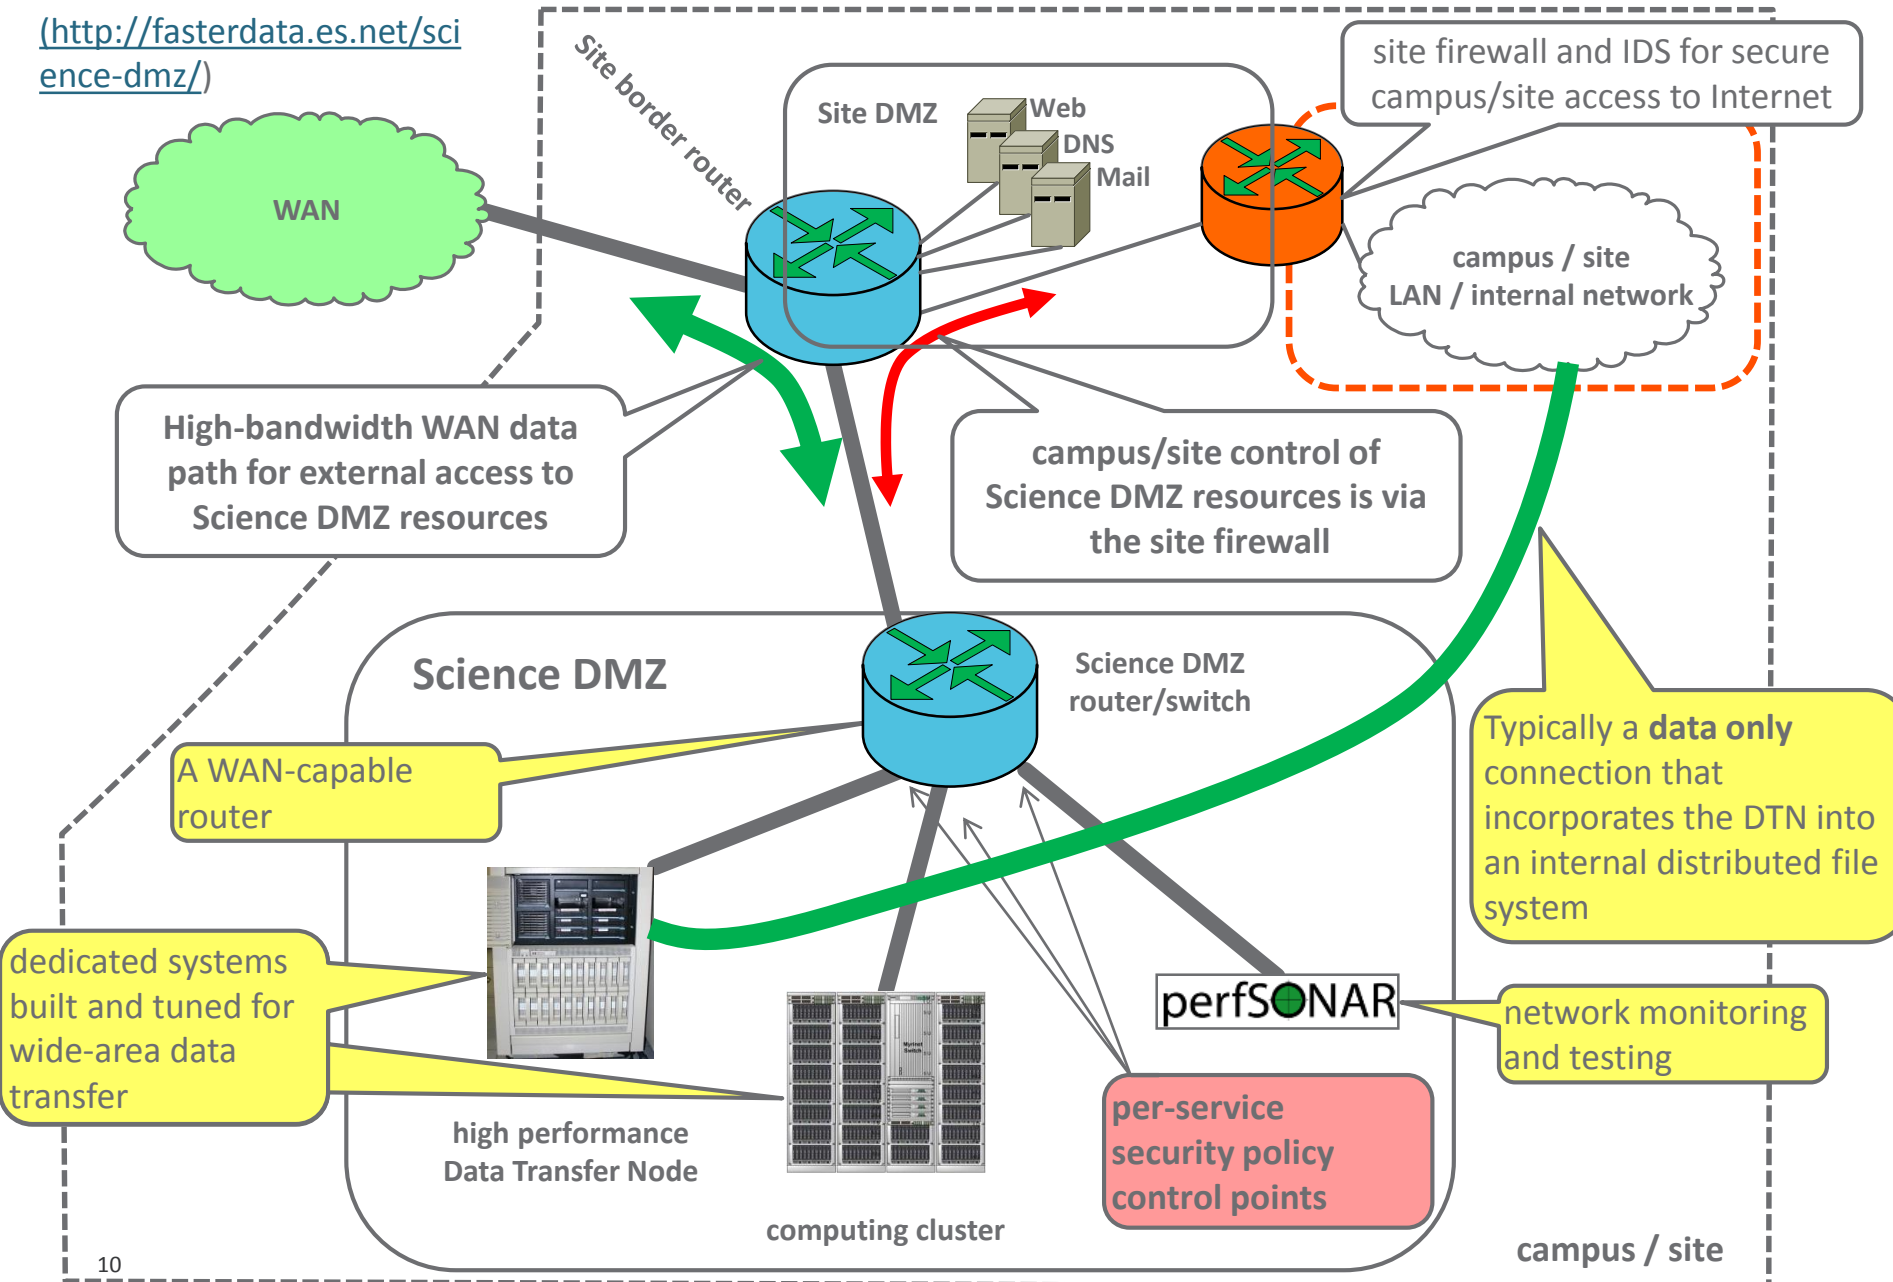 (http://fasterdata.es.net/sci
ence-dmz/)
Site border router
Site DMZ
Web
DNS
Mail
site firewall and IDS for secure
campus/site access to Internet
WAN
campus / site
LAN / internal network
High-bandwidth WAN data
path for external access to
Science DMZ resources
campus/site control of
Science DMZ resources is via
the site firewall
Science DMZ
Science DMZ
router/switch
A WAN-capable
router
Typically a data only
connection that
incorporates the DTN into
an internal distributed file
system
dedicated systems
built and tuned for
wide-area data
transfer
perfSONAR
network monitoring
and testing
Myrinet
Switch
high performance
Data Transfer Node
per-service
security policy
control points
computing cluster
campus / site
10